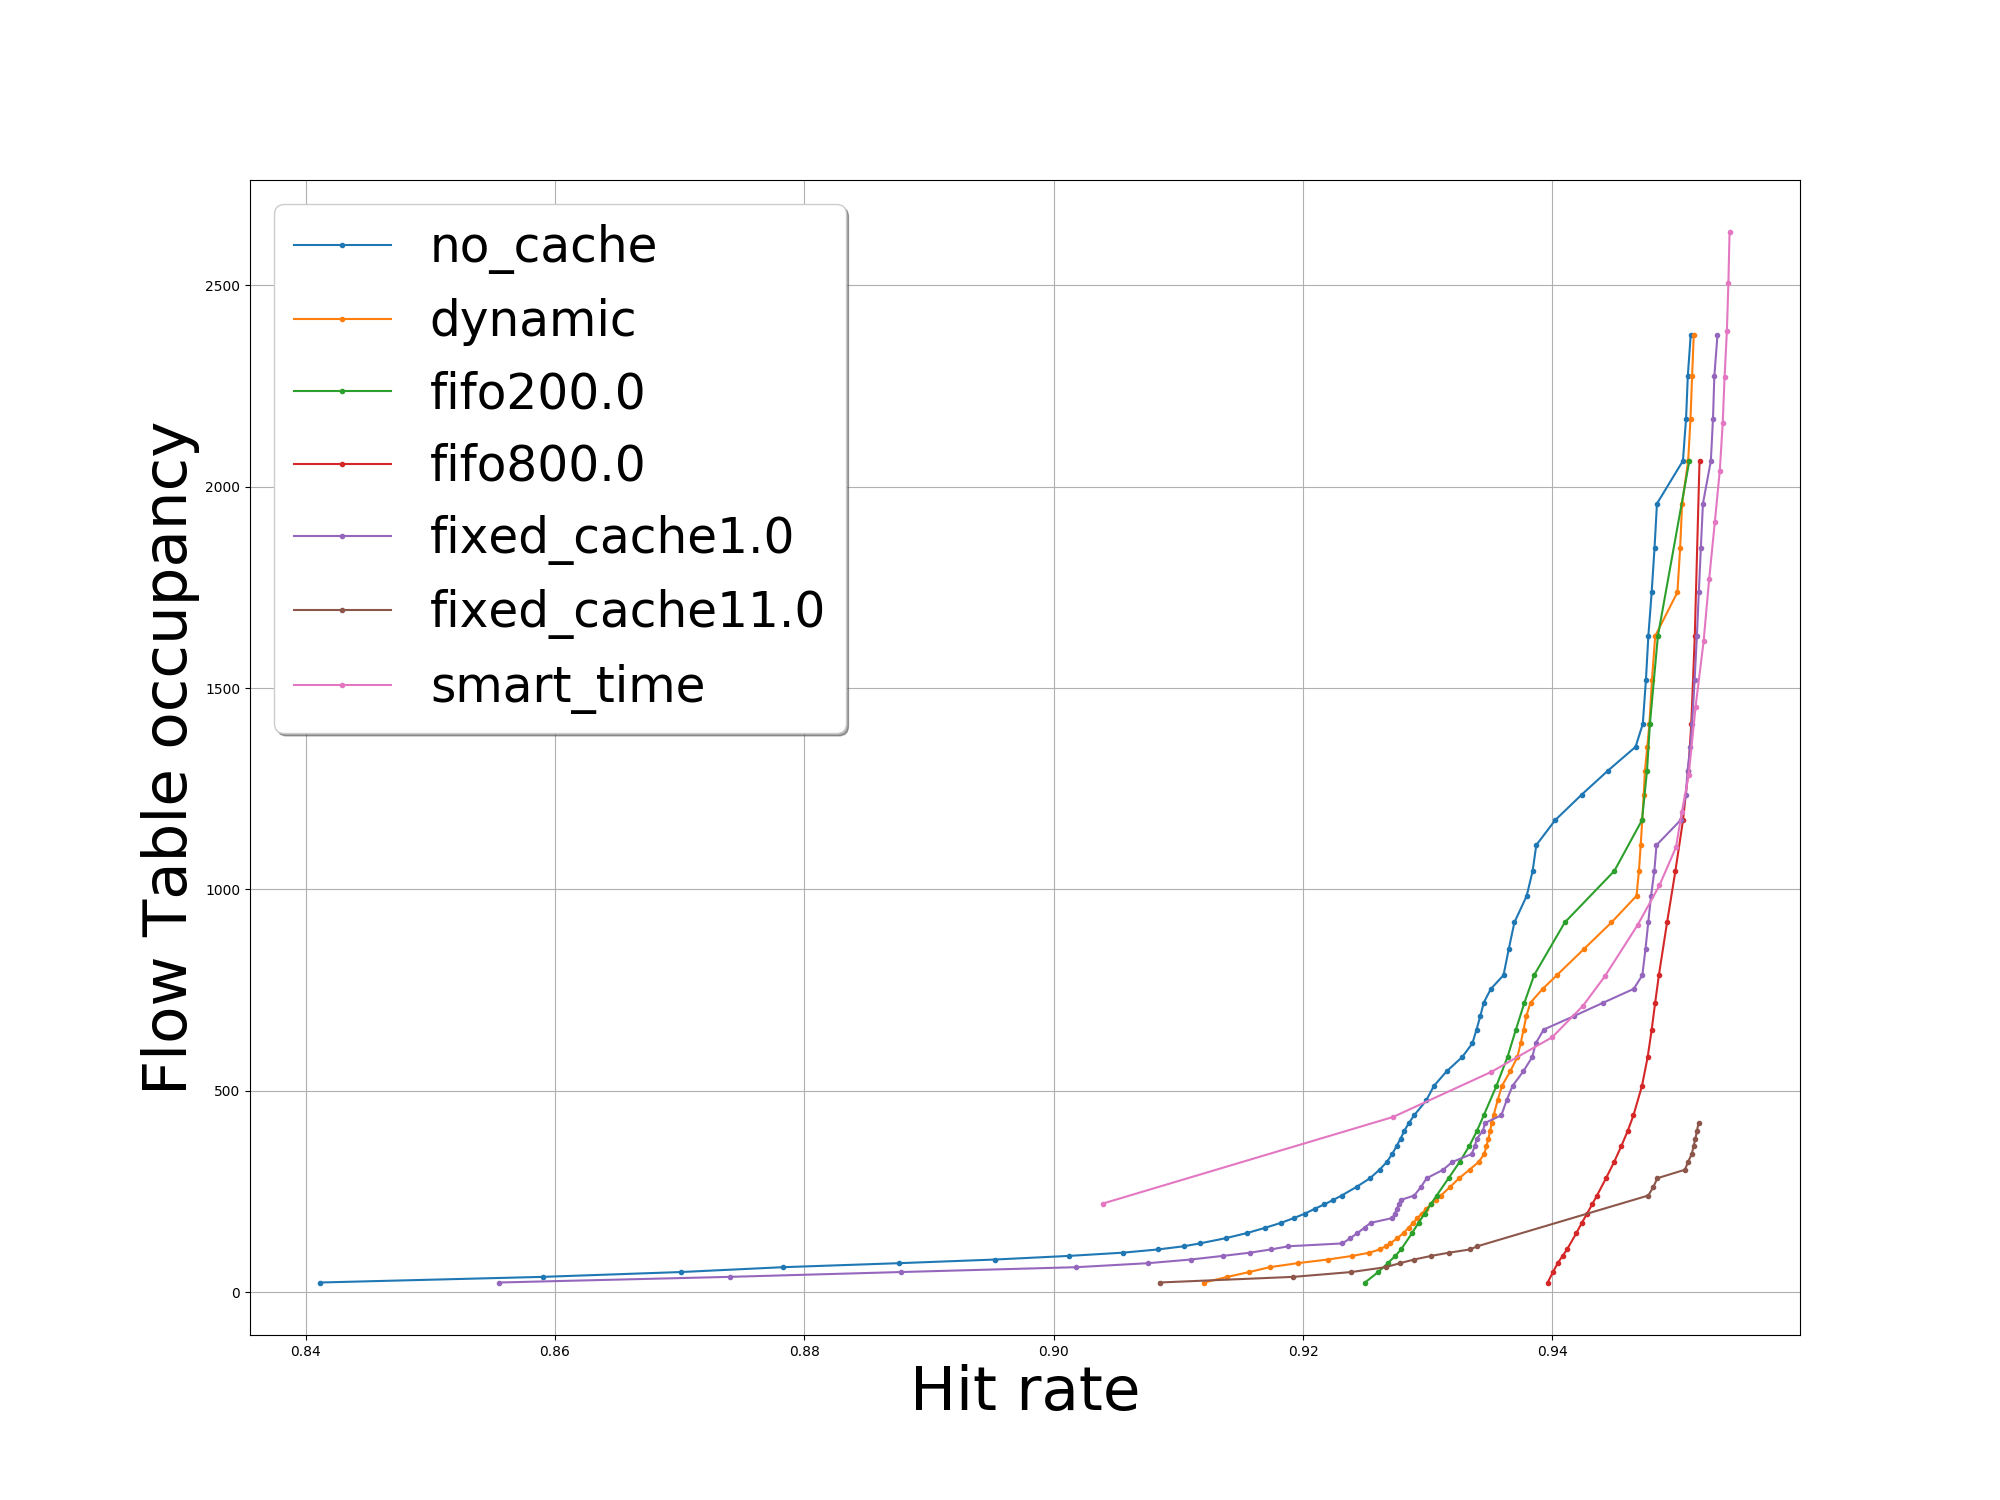 no_cache
dynamic
fifo200.0
fifo800.0
fixed_cache1.0
fixed_cache11.0
smart_time
Flow Table occupancy
2500
2000
1500
1000
500
0
0.84 0.86 0.88 0.90 0.92 0.94
Hit rate